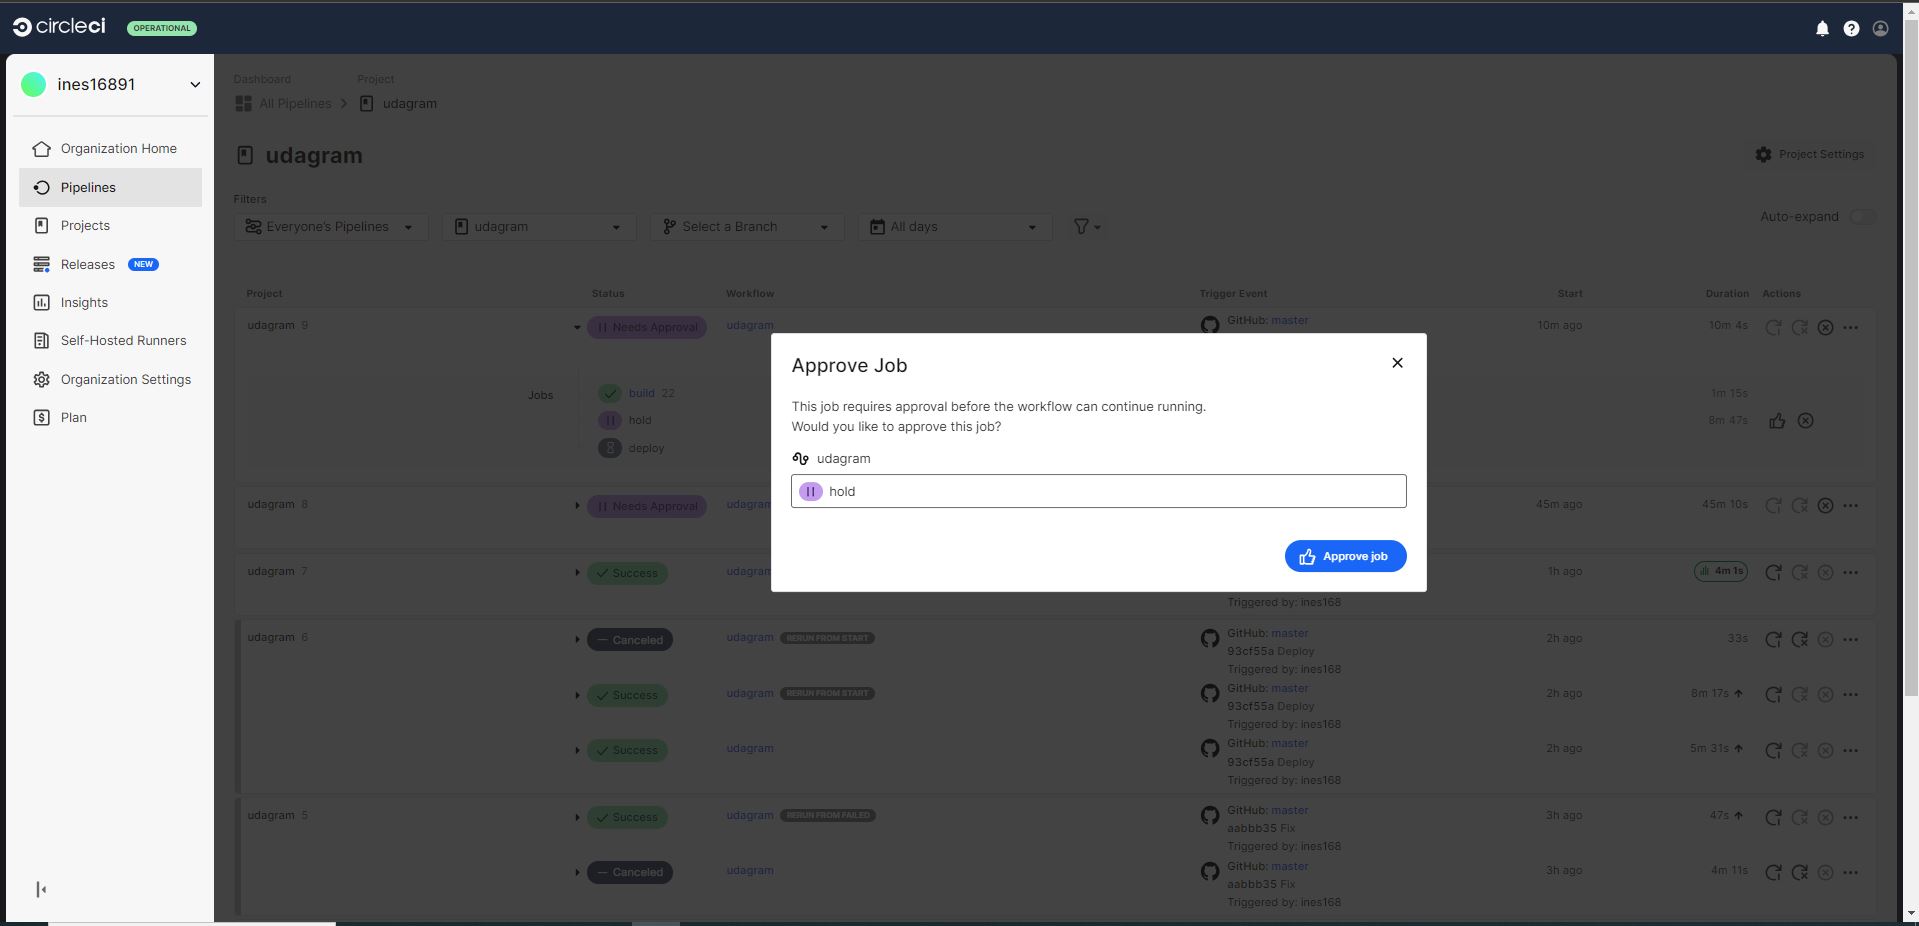 circleci
OPERATIONAL
ines16891
Organization Home
Pipelines
Projects
Releases NEW
Insights
Self-Hosted Runners
Organization Settings
Plan
Dashboard Project
All Pipelines udagram
udagram
Project Settings
Filters
Everyone's Pipelines udagram Select a Branch All days
Auto-expand
Project Status Workflow Trigger Event Start Duration Actions
udagram 9 Needs Approval udagram GitHub: master 10m ago 10m 4s
Jobs build 22 1m 15s
hold 8m 47s
deploy
Approve Job
This job requires approval before the workflow can continue running.
Would you like to approve this job?
udagram
hold
Approve job
udagram 8 Needs Approval udagram 45m ago 45m 10s
udagram 7 Success udagram 1h ago 4m 1s
Triggered by: ines168
udagram 6 Canceled udagram RERUN FROM START GitHub: master 2h ago 33s
93cf55a Deploy
Triggered by: ines168
Success udagram RERUN FROM START GitHub: master 2h ago 8m 17s
93cf55a Deploy
Triggered by: ines168
Success udagram GitHub: master 2h ago 5m 31s
93cf55a Deploy
Triggered by: ines168
udagram 5 Success udagram RERUN FROM FAILED GitHub: master 3h ago 47s
aabbb35 Fix
Triggered by: ines168
Canceled udagram GitHub: master 3h ago 4m 11s
aabbb35 Fix
Triggered by: ines168